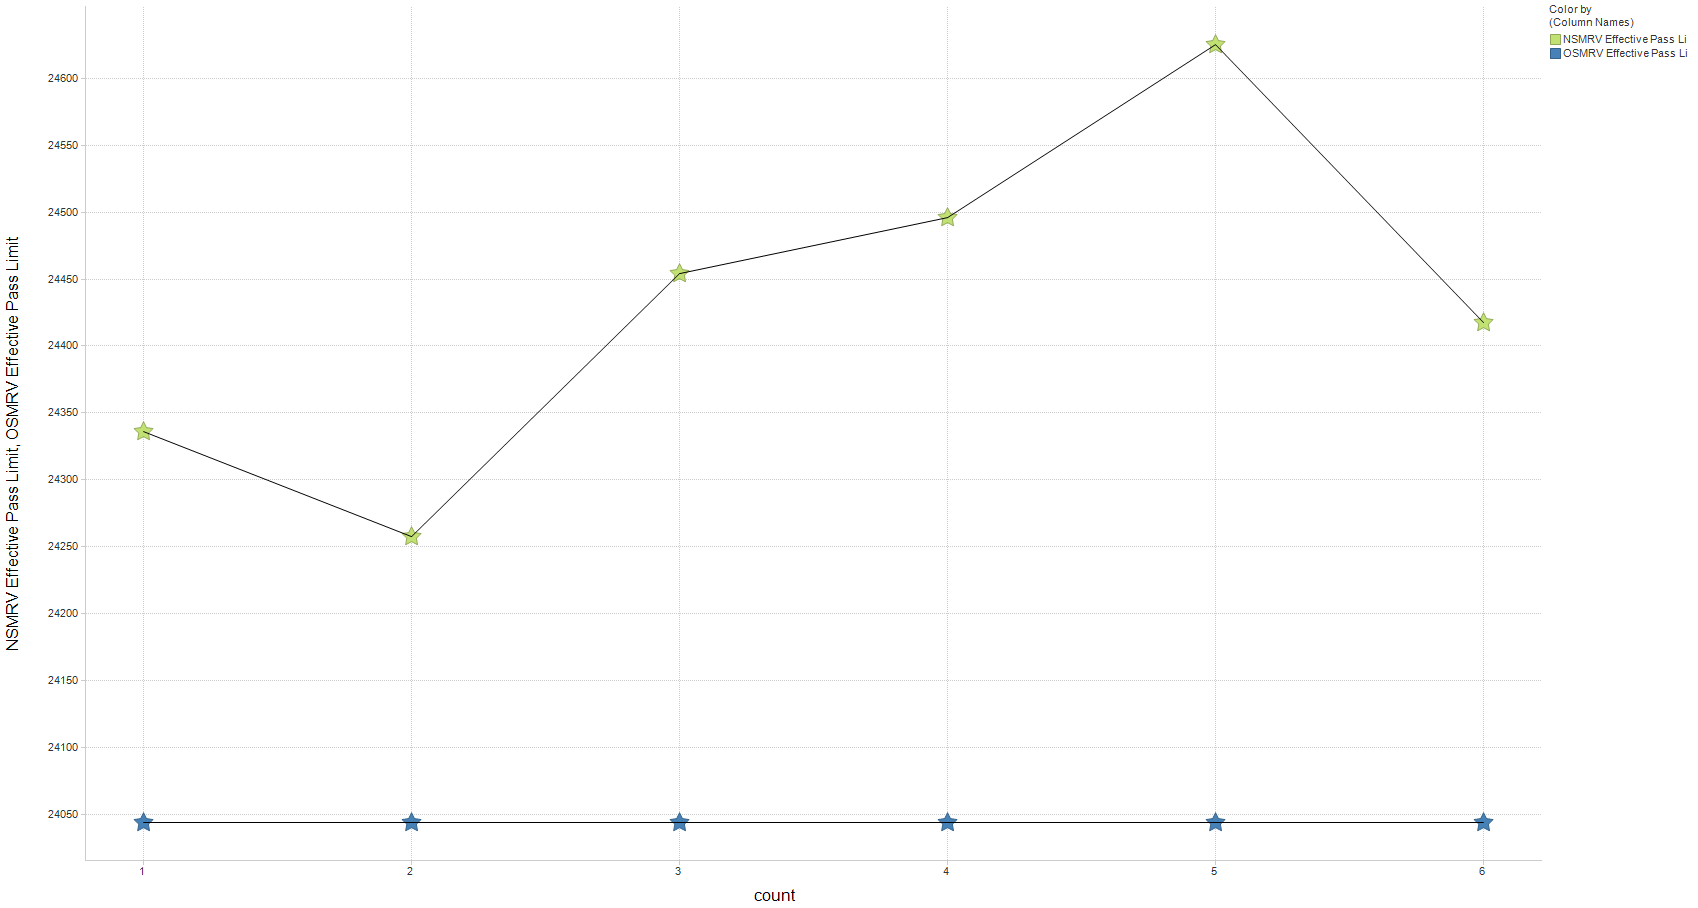 Color by
(Column Names)
NSMRV Effective Pass Li
OSMRV Effective Pass Li
NSMRV Effective Pass Limit, OSMRV Effective Pass Limit
24600
24550
24500
24450
24400
24350
24300
24250
24200
24150
24100
24050
1 2 3 4 5 6
count